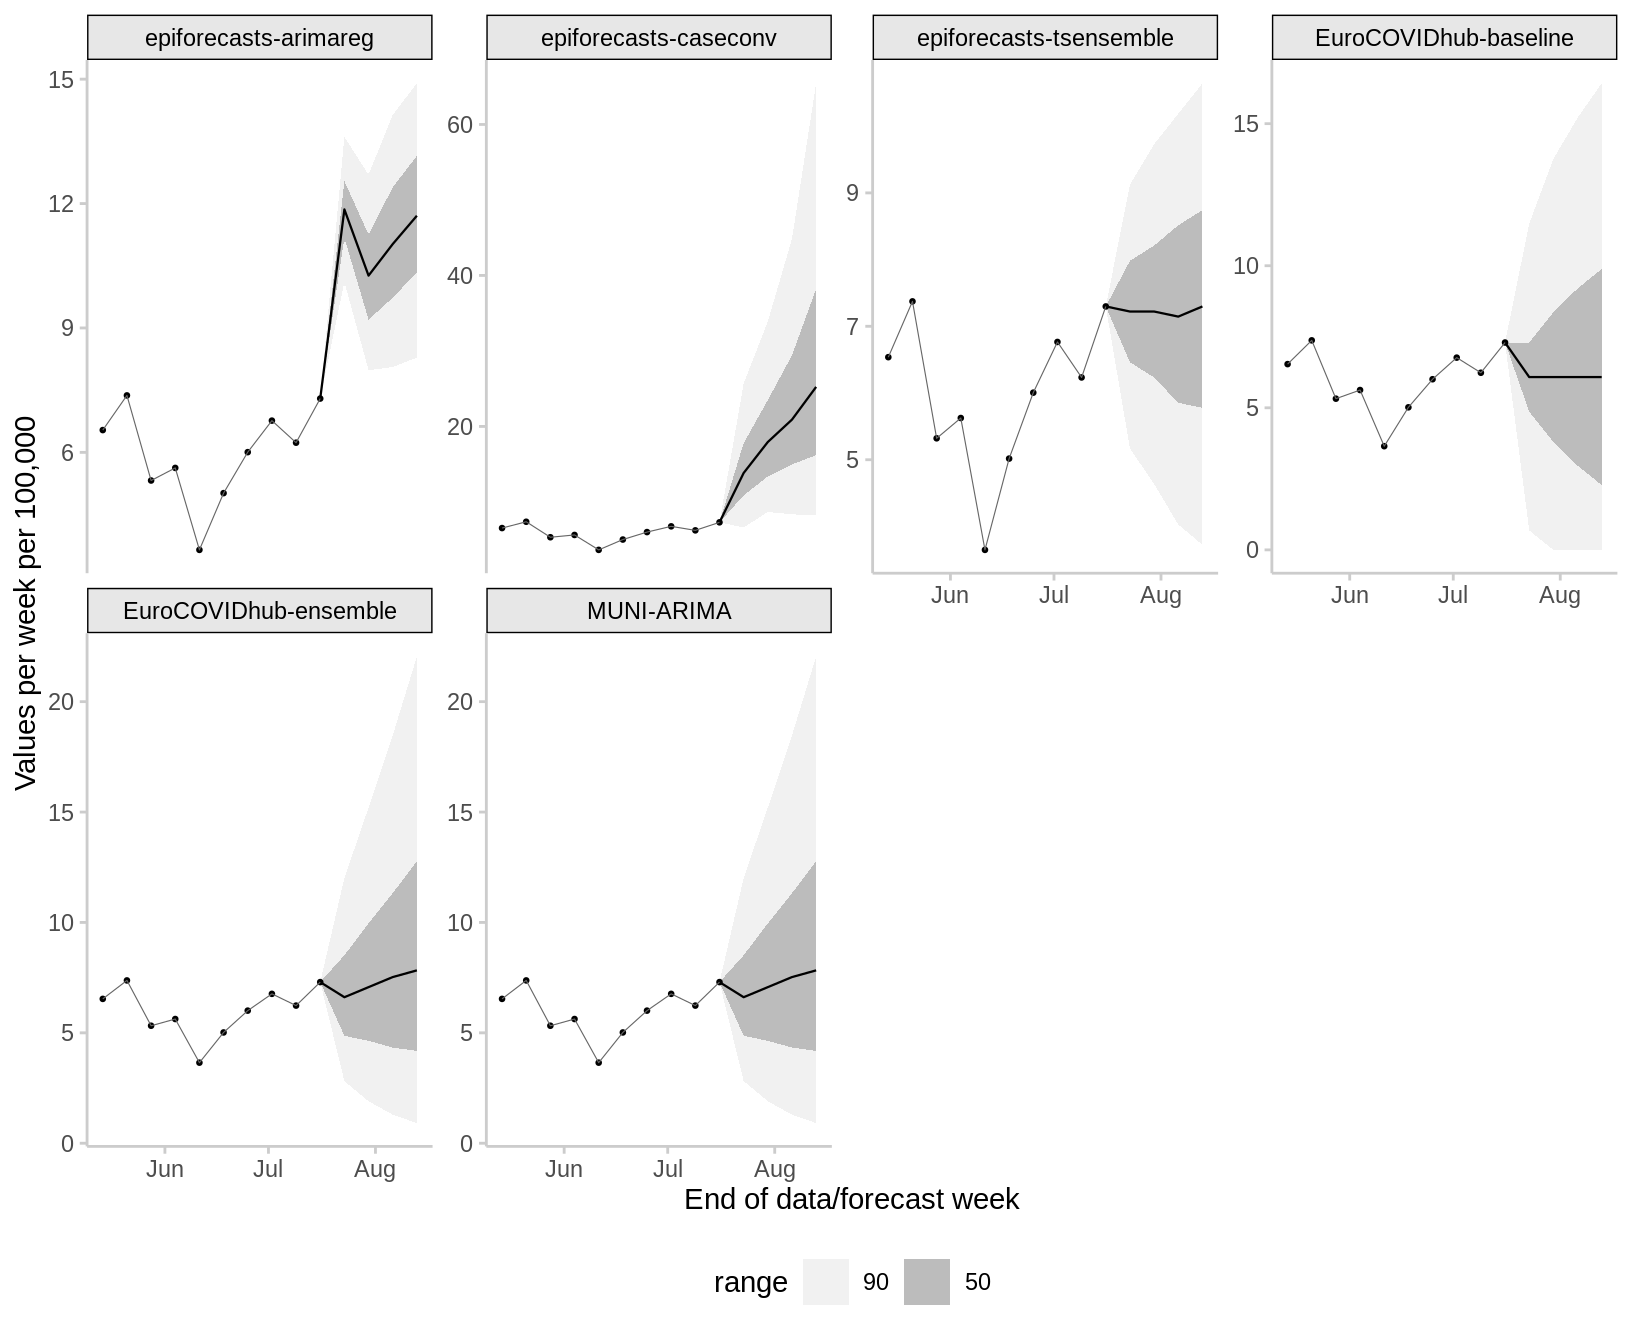 epiforecasts-arimareg
epiforecasts-caseconv
epiforecasts-tsensemble
EuroCOVIDhub-baseline
15
12
9
6
60
40
20
9
7
5
15
10
5
0
Jun Jul Aug
Jun Jul Aug
Values per week per 100,000
EuroCOVIDhub-ensemble
MUNI-ARIMA
20
15
10
5
0
20
15
10
5
0
Jun Jul Aug
Jun Jul Aug
End of data/forecast week
range 90 50